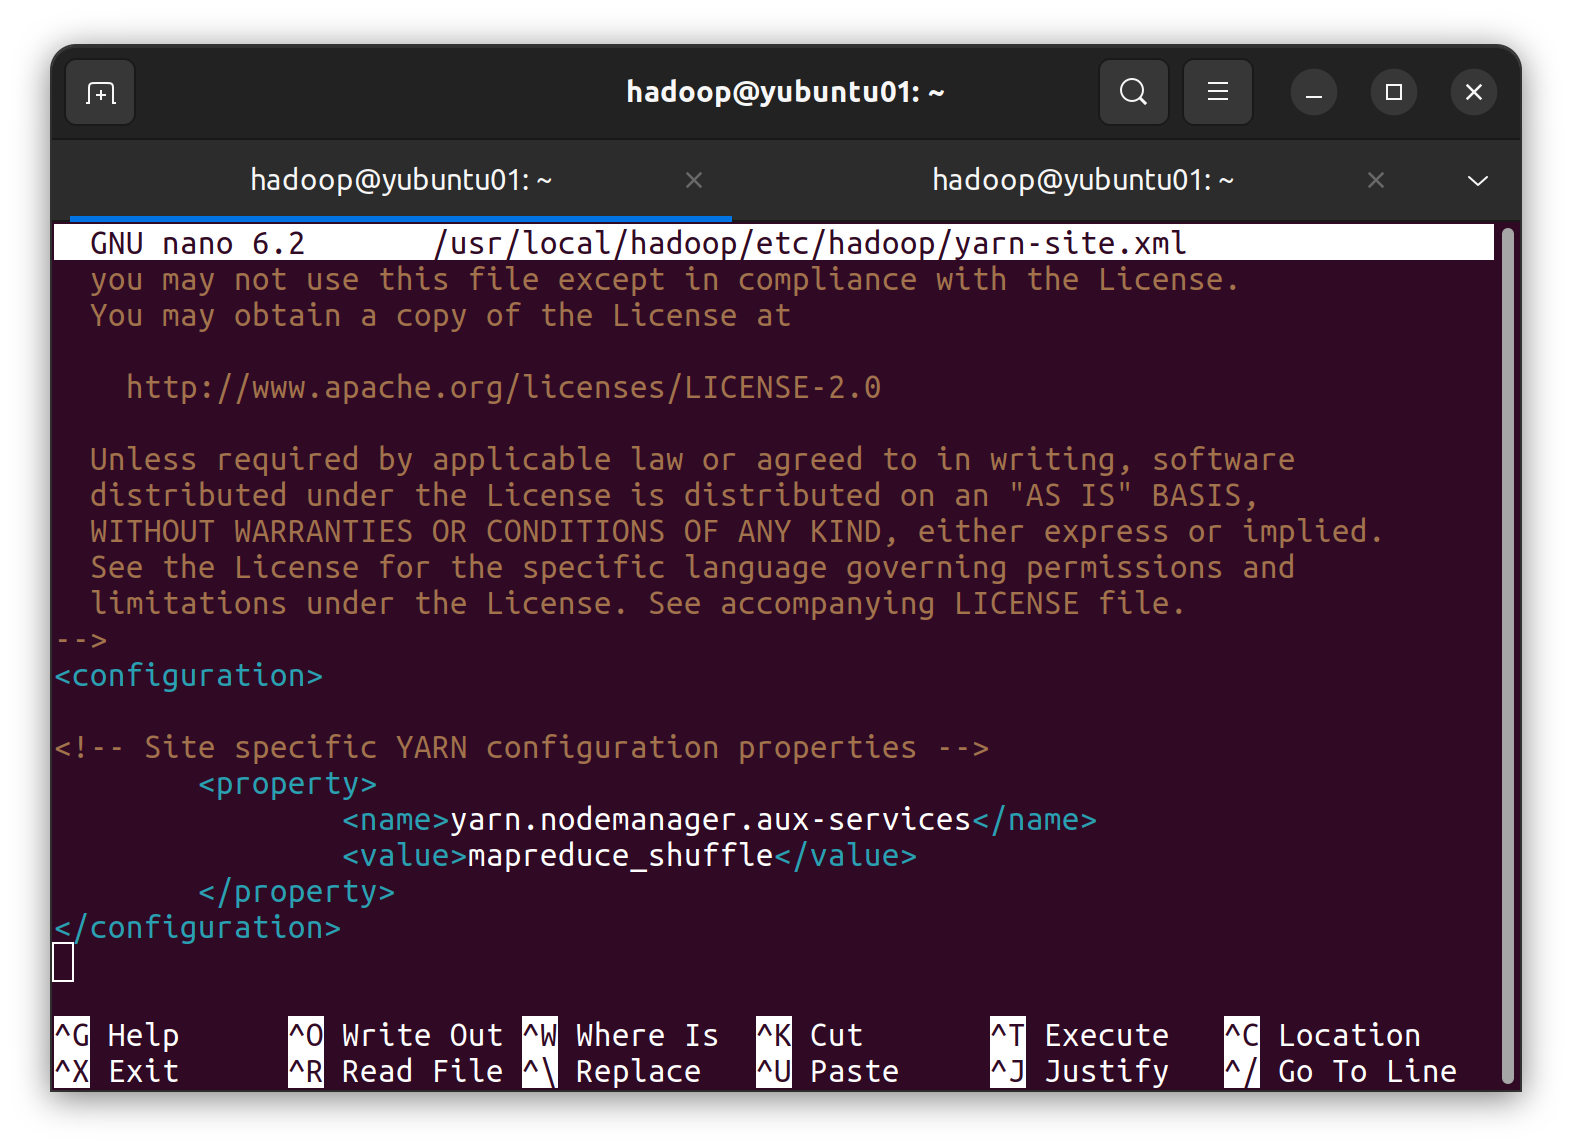 hadoop@yubuntu01: ~
hadoop@yubuntu01: ~ hadoop@yubuntu01: ~
GNU nano 6.2 /usr/local/hadoop/etc/hadoop/yarn-site.xml
you may not use this file except in compliance with the License.
You may obtain a copy of the License at
http://www.apache.org/licenses/LICENSE-2.0
Unless required by applicable law or agreed to in writing, software
distributed under the License is distributed on an "AS IS" BASIS,
WITHOUT WARRANTIES OR CONDITIONS OF ANY KIND, either express or implied.
See the License for the specific language governing permissions and
limitations under the License. See accompanying LICENSE file.
-->
<configuration>
<!-- Site specific YARN configuration properties -->
<property>
<name>yarn.nodemanager.aux-services</name>
<value>mapreduce_shuffle</value>
</property>
</configuration>
^G Help ^O Write Out ^W Where Is ^K Cut ^T Execute ^C Location
^X Exit ^R Read File ^\ Replace ^U Paste ^J Justify ^/ Go To Line